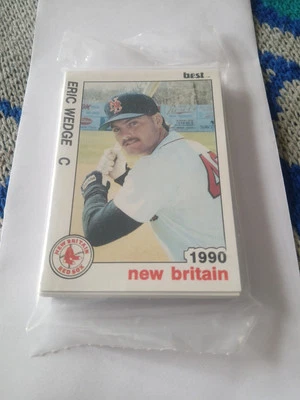 best
ERIC WEDGE C
NEW BRITAIN
RED SOX
1990
new britain